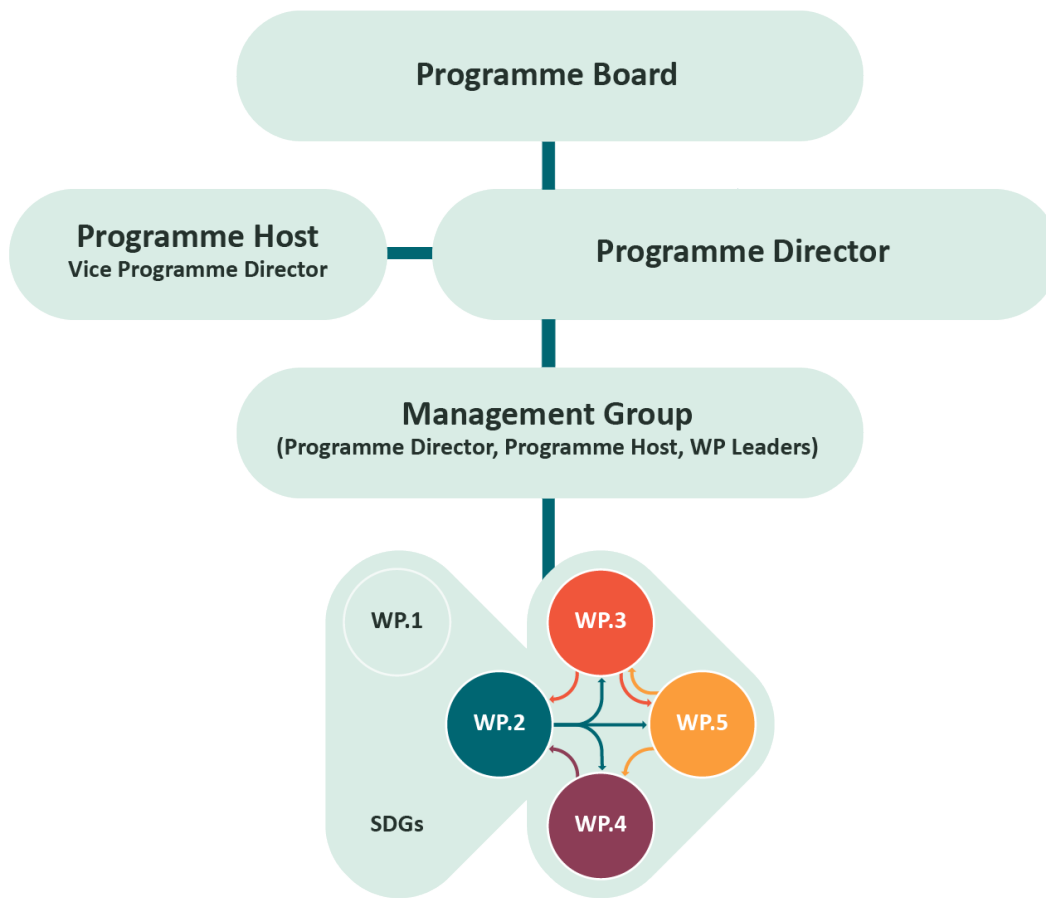 Programme Board
Programme Host
Vice Programme Director
Programme Director
Management Group
(Programme Director, Programme Host, WP Leaders)
WP.1
WP.3
WP.2
WP.5
SDGs
WP.4